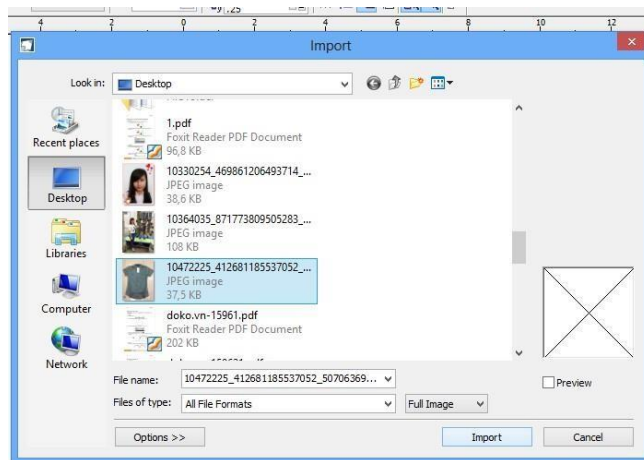 .25
4 2 0 2 4 6 8 10 12
Import
Look in: Desktop
Recent places
Desktop
Libraries
Computer
Network
1.pdf
Foxit Reader PDF Document
96,8 KB
10330254_469861206493714_...
JPEG image
38,6 KB
10364035_871773809505283_...
JPEG image
108 KB
10472225_412681185537052_...
JPEG image
37,5 KB
doko.vn-15961.pdf
Foxit Reader PDF Document
202 KB
File name: 10472225_412681185537052_50706369...
Preview
Files of type: All File Formats Full Image
Options >> Import Cancel